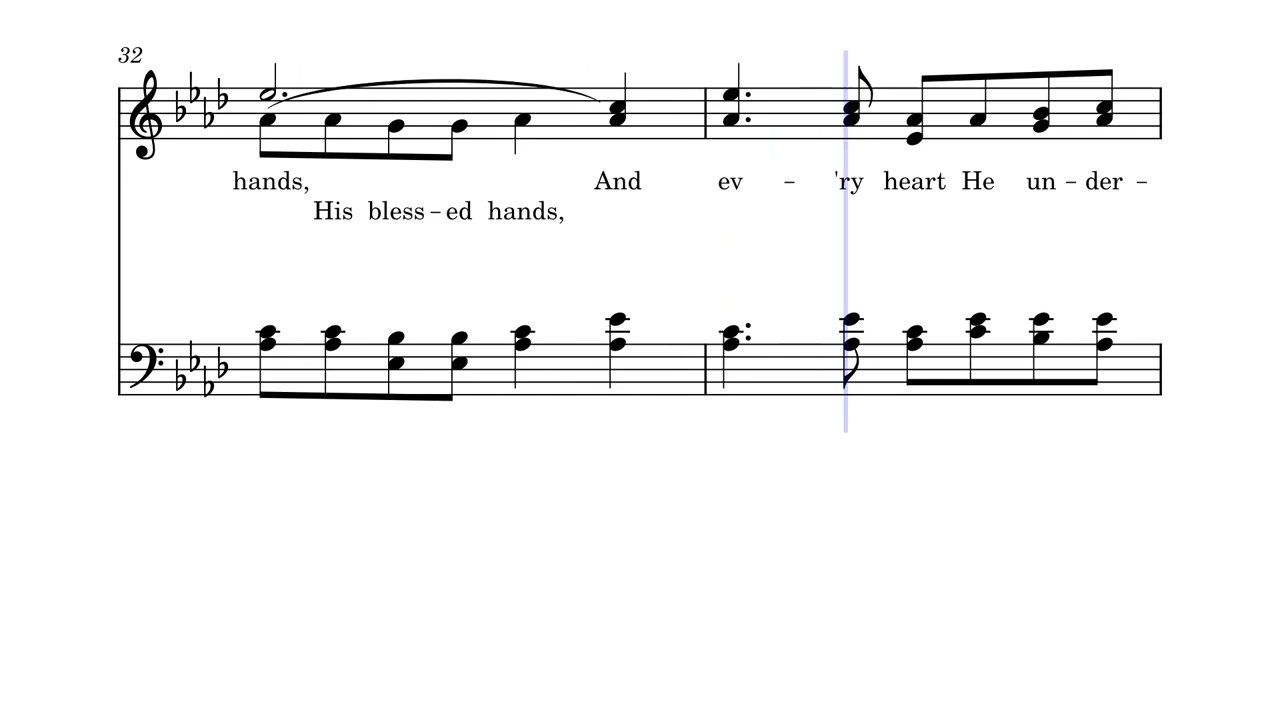 32
hands, And ev – 'ry heart He un – der –
His bless – ed hands,